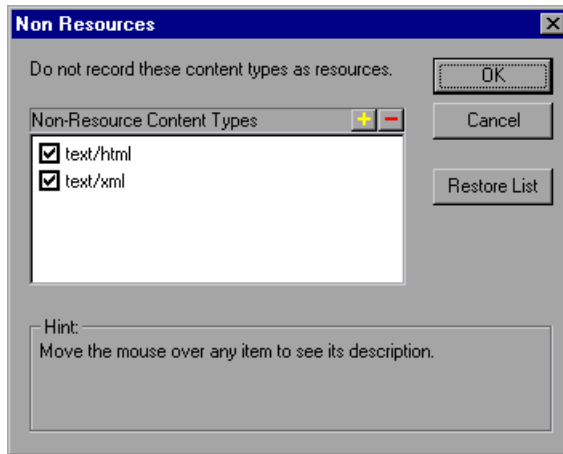 Non Resources
Do not record these content types as resources.
OK
Non-Resource Content Types
Cancel
text/html
text/xml
Restore List
Hint:
Move the mouse over any item to see its description.